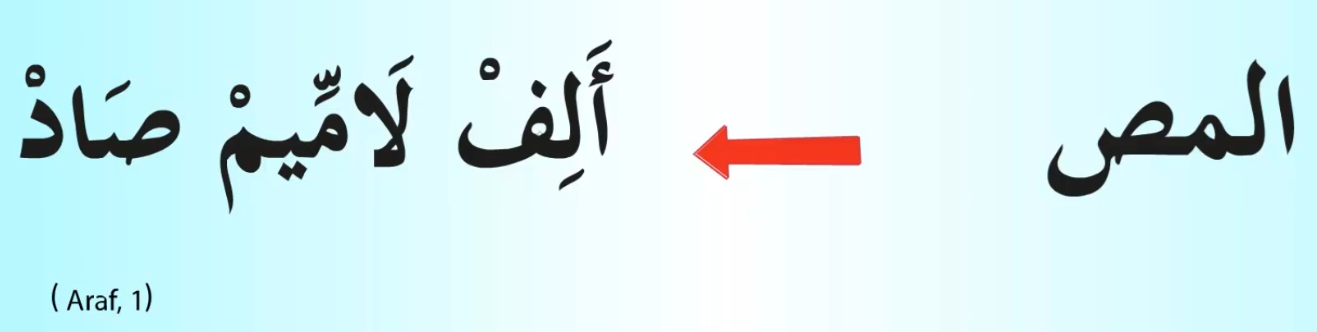 المص أَلِفْ لَامِّيمْ صَادْ
( Araf, 1)